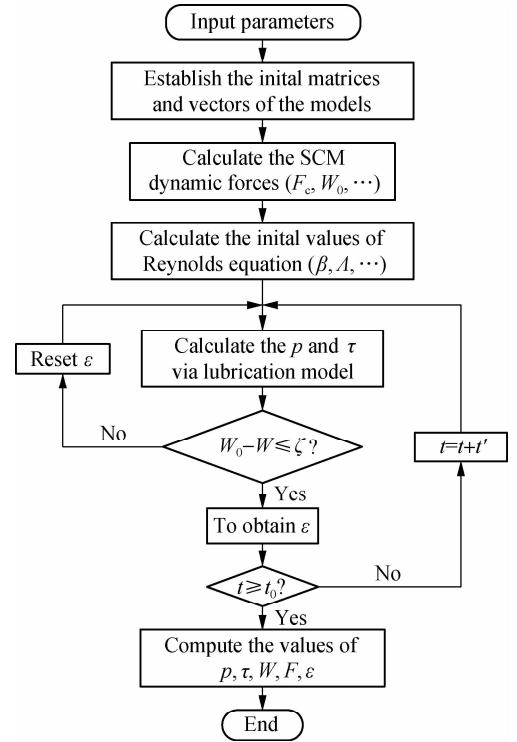 Input parameters
Establish the inital matrices
and vectors of the models
Calculate the SCM
dynamic forces (Fc, W0, ⋯)
Calculate the inital values of
Reynolds equation (β, Λ, ⋯)
Calculate the p and τ
via lubrication model
Reset ε
No
W0−W≤ζ?
t=t+t′
Yes
To obtain ε
t≥t0?
No
Yes
Compute the values of
p, τ, W, F, ε
End